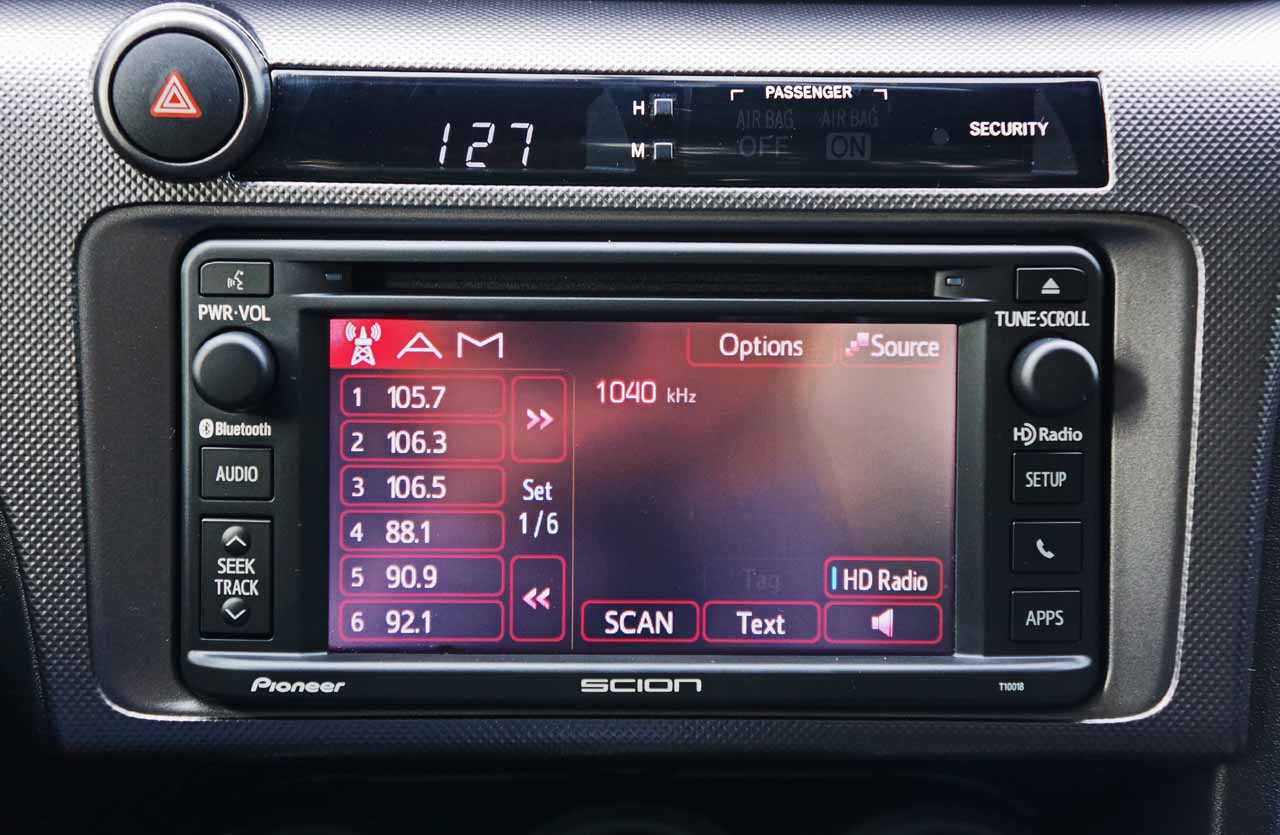 127
H
M
PASSENGER
AIR BAG AIR BAG
OFF ON
SECURITY
PWR·VOL
TUNE·SCROLL
AM
Options
Source
1 105.7
2 106.3
3 106.5
4 88.1
5 90.9
6 92.1
>>
Set
1/6
<<
1040 kHz
Tag
HD Radio
SCAN
Text
Bluetooth
AUDIO
SEEK
TRACK
HD Radio
SETUP
APPS
Pioneer
SCION
T10018